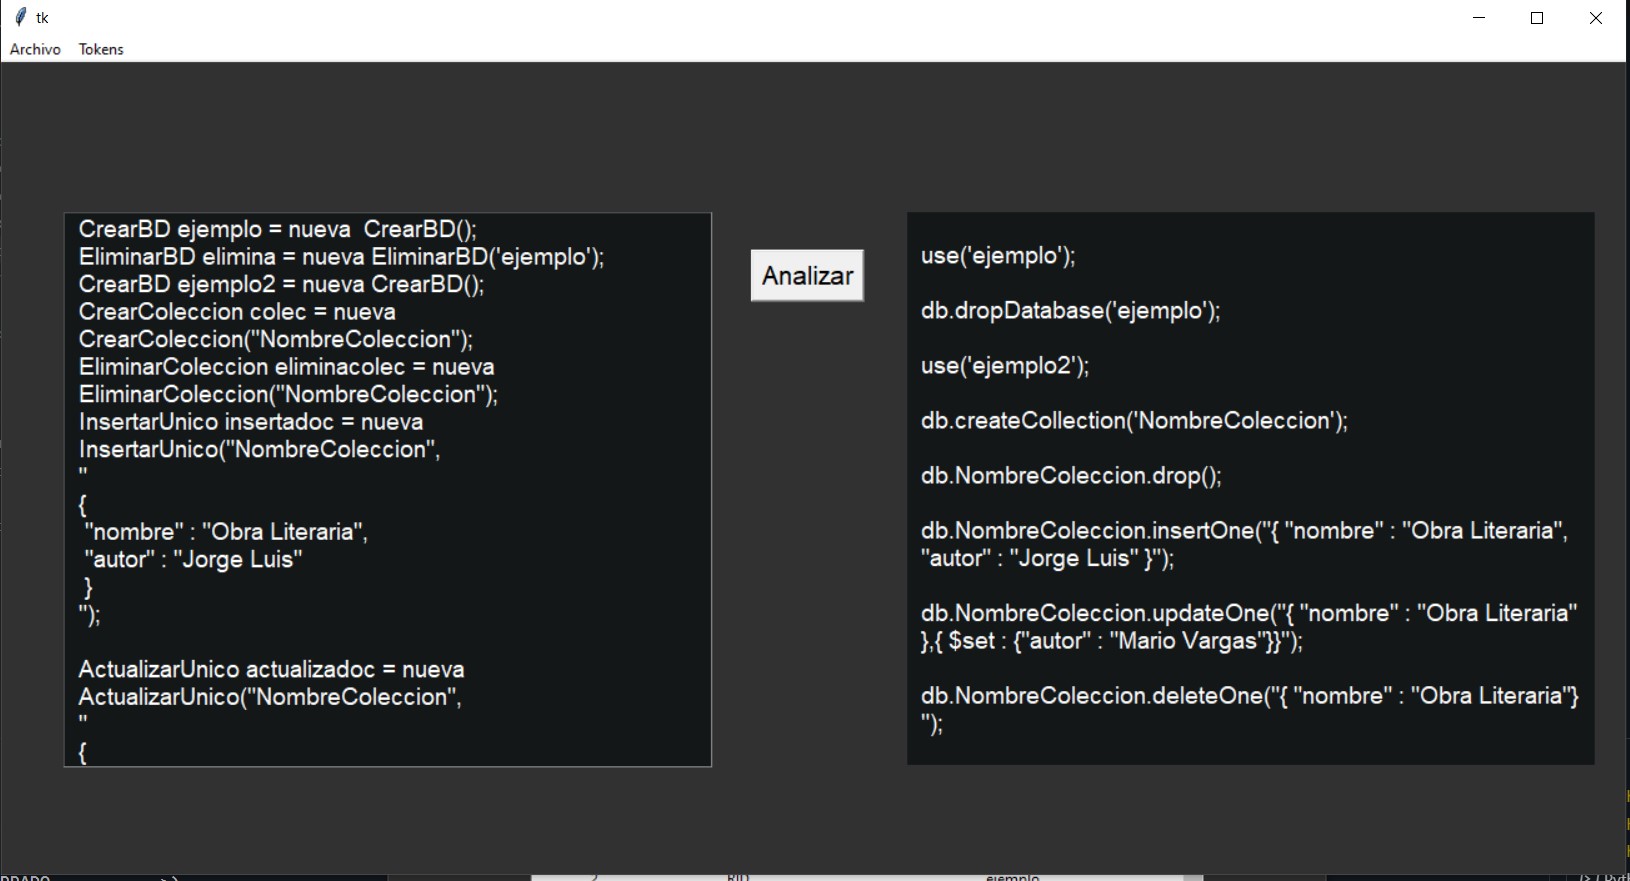 tk
Archivo Tokens
CrearBD ejemplo = nueva  CrearBD();
EliminarBD elimina = nueva EliminarBD('ejemplo');
CrearBD ejemplo2 = nueva CrearBD();
CrearColeccion colec = nueva
CrearColeccion("NombreColeccion");
EliminarColeccion eliminacolec = nueva
EliminarColeccion("NombreColeccion");
InsertarUnico insertadoc = nueva
InsertarUnico("NombreColeccion",
"
{
"nombre" : "Obra Literaria",
"autor" : "Jorge Luis"
}
");
ActualizarUnico actualizadoc = nueva
ActualizarUnico("NombreColeccion",
"
{
Analizar
use('ejemplo');
db.dropDatabase('ejemplo');
use('ejemplo2');
db.createCollection('NombreColeccion');
db.NombreColeccion.drop();
db.NombreColeccion.insertOne("{ "nombre" : "Obra Literaria",
"autor" : "Jorge Luis" }");
db.NombreColeccion.updateOne("{ "nombre" : "Obra Literaria"
},{ $set : {"autor" : "Mario Vargas"}}");
db.NombreColeccion.deleteOne("{ "nombre" : "Obra Literaria"}
");